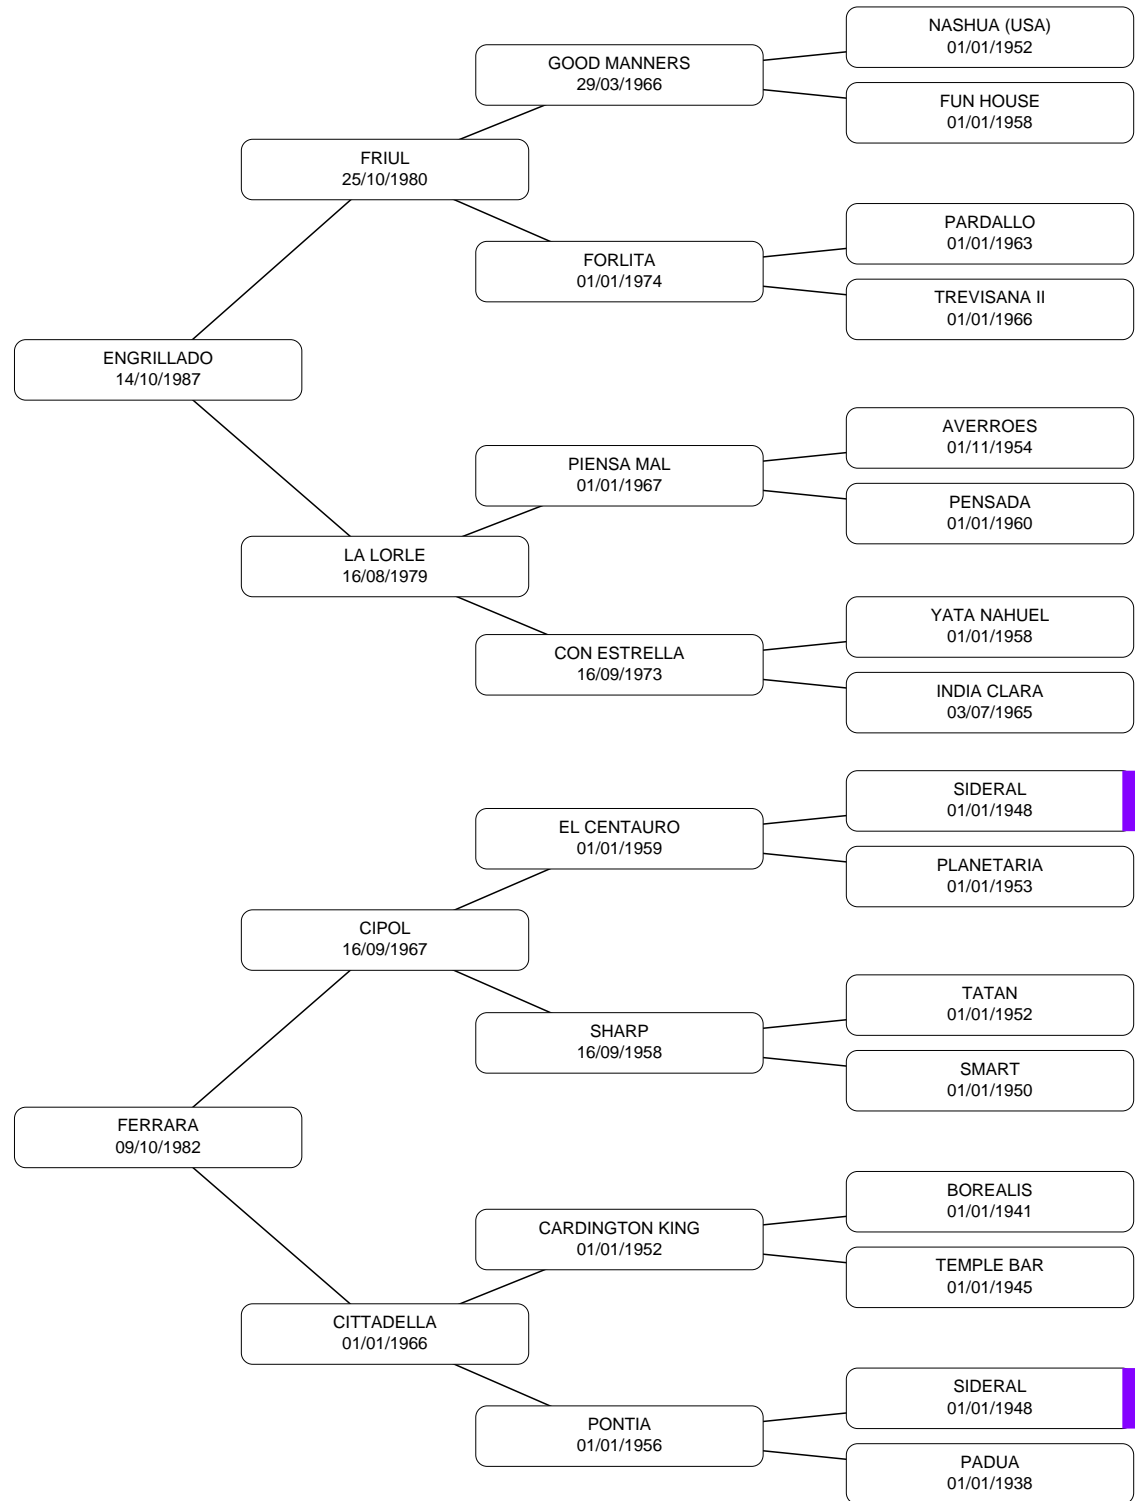 NASHUA (USA)
01/01/1952
GOOD MANNERS
29/03/1966
FUN HOUSE
01/01/1958
FRIUL
25/10/1980
PARDALLO
01/01/1963
FORLITA
01/01/1974
TREVISANA II
01/01/1966
ENGRILLADO
14/10/1987
AVERROES
01/11/1954
PIENSA MAL
01/01/1967
PENSADA
01/01/1960
LA LORLE
16/08/1979
YATA NAHUEL
01/01/1958
CON ESTRELLA
16/09/1973
INDIA CLARA
03/07/1965
SIDERAL
01/01/1948
EL CENTAURO
01/01/1959
PLANETARIA
01/01/1953
CIPOL
16/09/1967
TATAN
01/01/1952
SHARP
16/09/1958
SMART
01/01/1950
FERRARA
09/10/1982
BOREALIS
01/01/1941
CARDINGTON KING
01/01/1952
TEMPLE BAR
01/01/1945
CITTADELLA
01/01/1966
SIDERAL
01/01/1948
PONTIA
01/01/1956
PADUA
01/01/1938